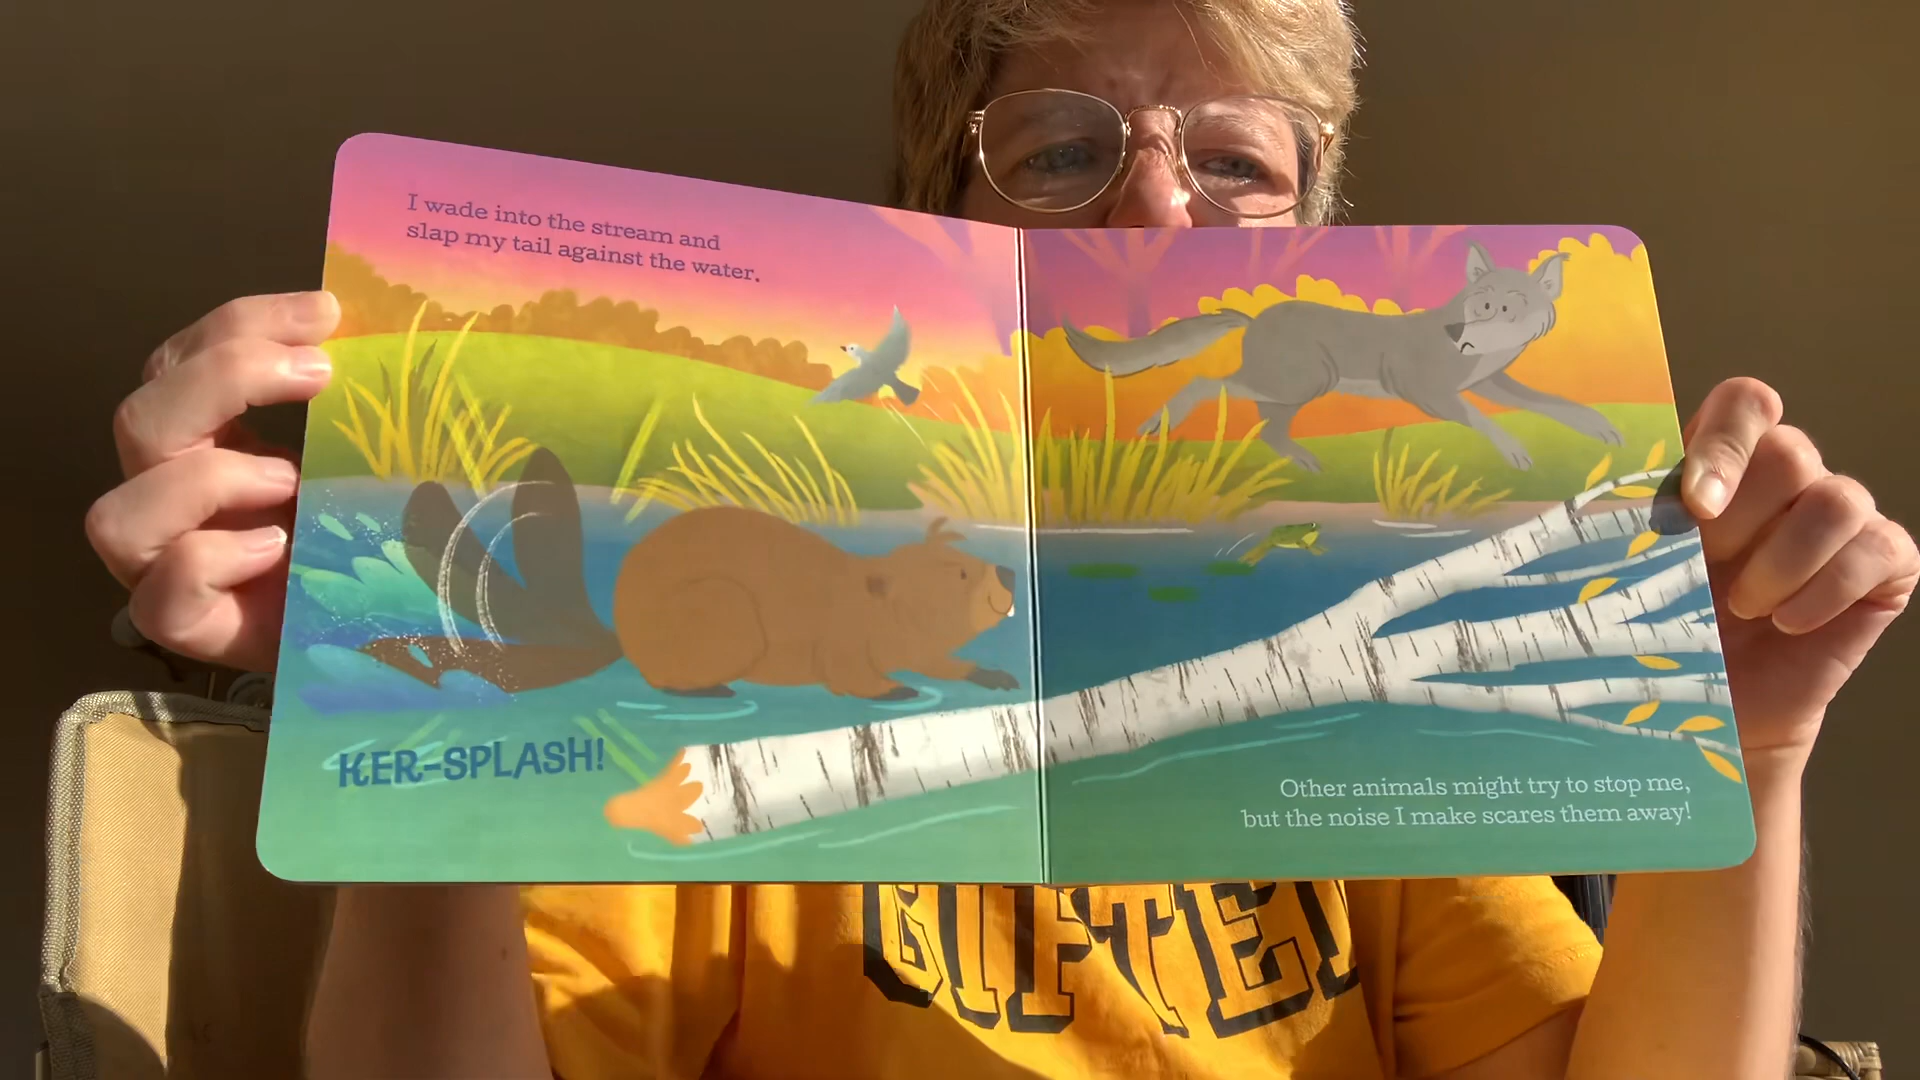 I wade into the stream and
slap my tail against the water.
KER-SPLASH!
Other animals might try to stop me,
but the noise I make scares them away!